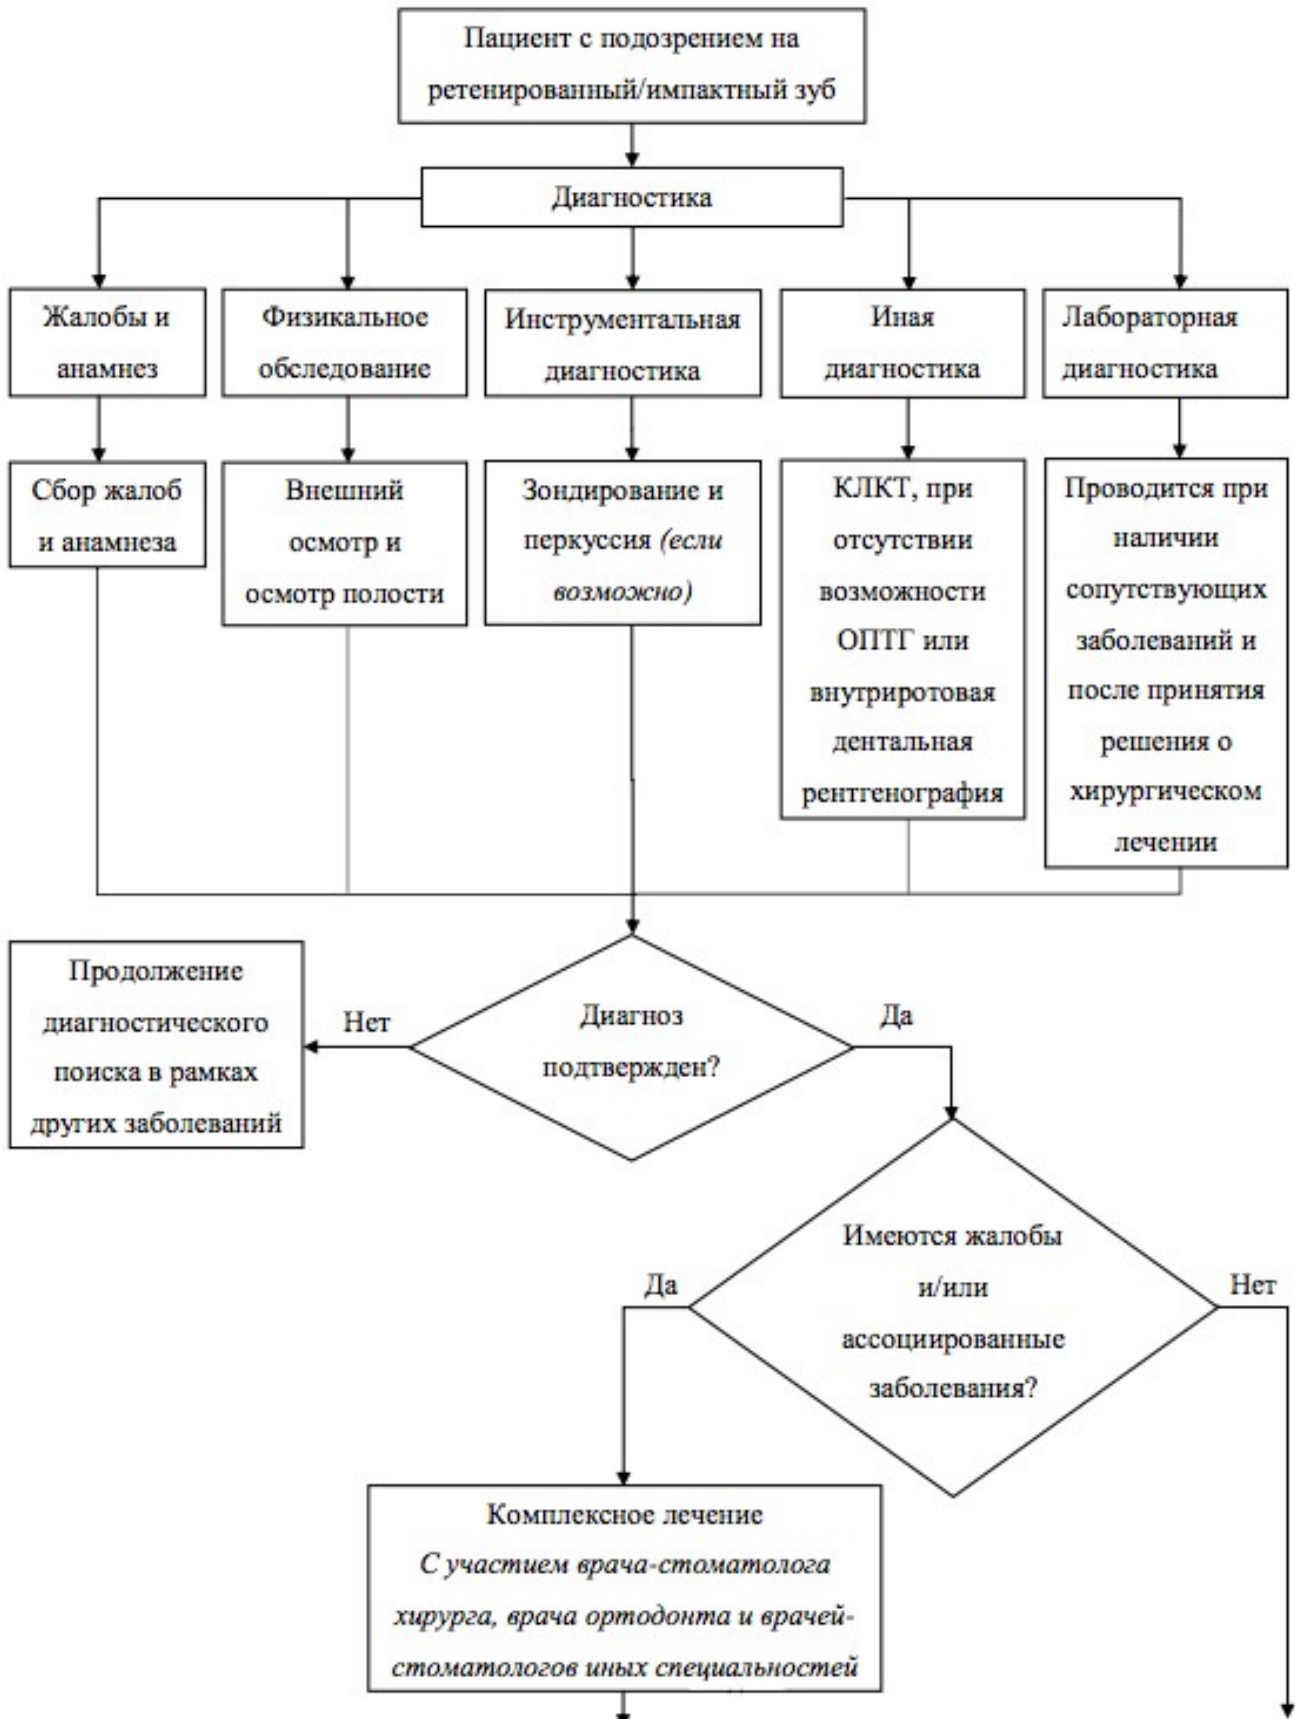 Пациент с подозрением на
ретенированный/импактный зуб
Диагностика
Жалобы и
анамнез
Физикальное
обследование
Инструментальная
диагностика
Иная
диагностика
Лабораторная
диагностика
Сбор жалоб
и анамнеза
Внешний
осмотр и
осмотр полости
Зондирование и
перкуссия (если
возможно)
КЛКТ, при
отсутствии
возможности
ОПТГ или
внутриротовая
дентальная
рентгенография
Проводится при
наличии
сопутствующих
заболеваний и
после принятия
решения о
хирургическом
лечении
Продолжение
диагностического
поиска в рамках
других заболеваний
Нет
Диагноз
подтвержден?
Да
Имеются жалобы
и/или
ассоциированные
заболевания?
Да
Нет
Комплексное лечение
С участием врача-стоматолога
хирурга, врача ортодонта и врачей-
стоматологов иных специальностей